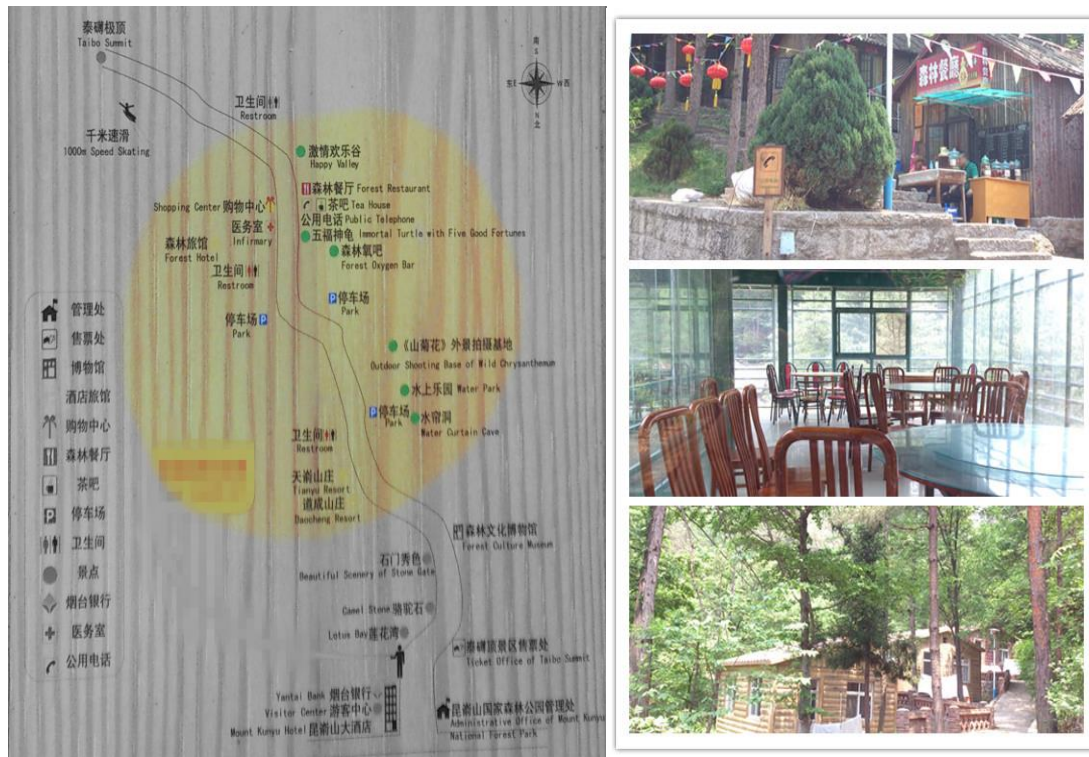 泰礴极顶
Taibo Summit
南
S
东E
W西
N
北
千米速滑
1000m Speed Skating
卫生间
Restroom
激情欢乐谷
Happy Valley
森林餐厅 Forest Restaurant
茶吧 Tea House
公用电话 Public Telephone
五福神龟 Immortal Turtle with Five Good Fortunes
森林氧吧
Forest Oxygen Bar
Shopping Center 购物中心
医务室
Infirmary
森林旅馆
Forest Hotel
卫生间
Restroom
P 停车场
Park
停车场 P
Park
《山菊花》外景拍摄基地
Outdoor Shooting Base of Wild Chrysanthemum
水上乐园 Water Park
P 停车场
Park
水帘洞
Water Curtain Cave
卫生间
Restroom
天崮山庄
Tianyu Resort
道成山庄
Daocheng Resort
森林文化博物馆
Forest Culture Museum
石门秀色
Beautiful Scenery of Stone Gate
Camel Stone 骆驼石
Lotus Bay 莲花湾
泰礴顶景区售票处
Ticket Office of Taibo Summit
Yantai Bank 烟台银行
Visitor Center 游客中心
Mount Kunyu Hotel 昆嵛山大酒店
昆嵛山国家森林公园管理处
Administrative Office of Mount Kunyu
National Forest Park
管理处
售票处
博物馆
酒店旅馆
购物中心
森林餐厅
茶吧
P 停车场
卫生间
景点
烟台银行
医务室
公用电话
森林餐廳